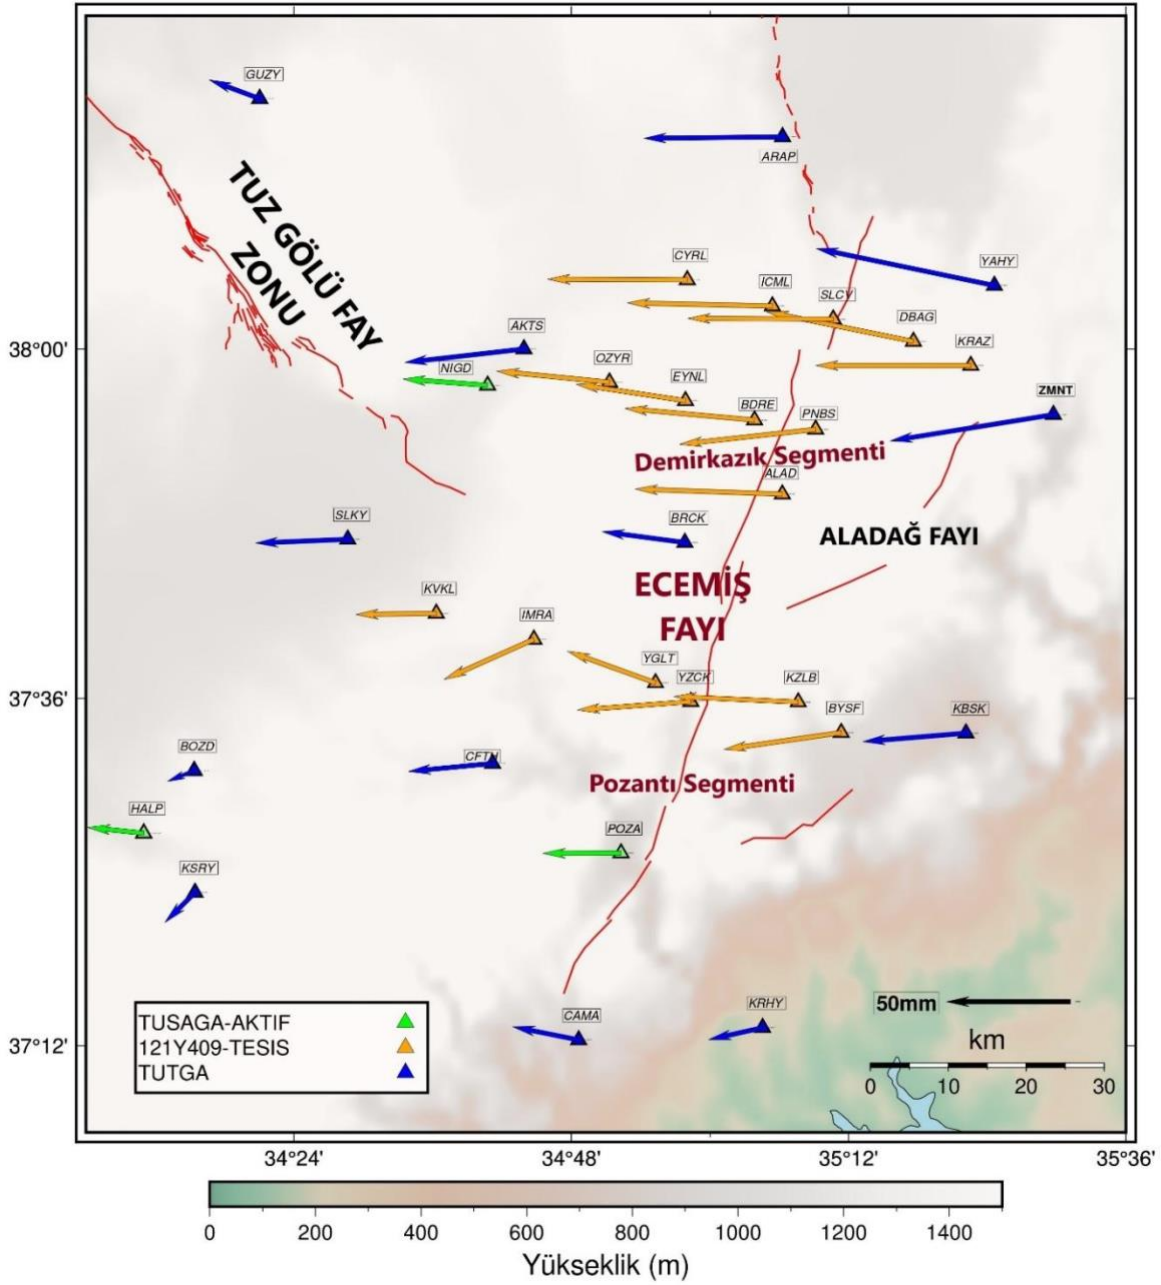 GUZY
ARAP
TUZ GÖLÜ FAY
ZONU
CYRL
YAHY
ICML
SLCY
DBAG
AKTS
KRAZ
38°00'
OZYR
NIGD
EYNL
ZMNT
BDRE
PNBS
Demirkazık Segmenti
ALAD
SLKY
BRCK
ALADAĞ FAYI
ECEMİŞ
FAYI
KVKL
IMRA
YGLT
YZCK
KZLB
37°36'
BYSF
KBSK
BOZD
CFTH
Pozantı Segmenti
HALP
POZA
KSRY
50mm
KRHY
CAMA
TUSAGA-AKTIF
121Y409-TESIS
TUTGA
km
0 10 20 30
37°12'
34°24' 34°48' 35°12' 35°36'
0 200 400 600 800 1000 1200 1400
Yükseklik (m)